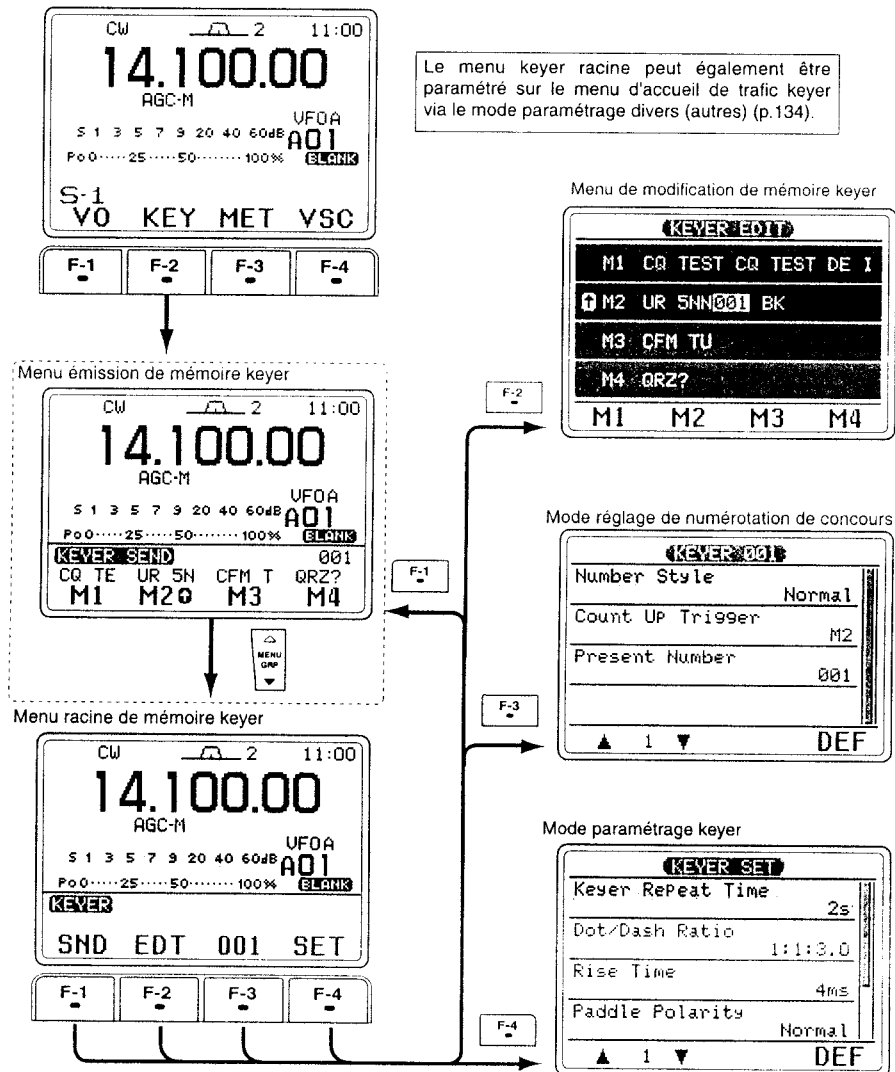 CW 2 11:00
14.100.00
AGC-M
VFOA
S 1 3 5 7 9 20 40 60dB A01
Po0·····25·····50·······100% BLANK
S-1
VO KEY MET VSC
F-1 F-2 F-3 F-4
Le menu keyer racine peut également être
paramétré sur le menu d'accueil de trafic keyer
via le mode paramétrage divers (autres) (p.134).
Menu émission de mémoire keyer
CW 2 11:00
14.100.00
AGC-M
VFOA
S 1 3 5 7 9 20 40 60dB A01
Po0·····25·····50·······100% BLANK
KEYER SEND 001
CQ TE UR 5N CFM T QRZ?
M1 M2 M3 M4
MENU
GRP
Menu racine de mémoire keyer
CW 2 11:00
14.100.00
AGC-M
VFOA
S 1 3 5 7 9 20 40 60dB A01
Po0·····25·····50·······100% BLANK
KEYER
SND EDT 001 SET
F-1 F-2 F-3 F-4
F-2
F-1
F-3
F-4
Menu de modification de mémoire keyer
KEYER EDIT
M1 CQ TEST CQ TEST DE I
M2 UR 5NN001 BK
M3 CFM TU
M4 QRZ?
M1 M2 M3 M4
Mode réglage de numérotation de concours
KEYER 001
Number Style
Normal
Count UP Trigger
M2
Present Number
001
▲ 1 ▼ DEF
Mode paramétrage keyer
KEYER SET
Keyer RePeat Time
2s
Dot/Dash Ratio
1:1:3.0
Rise Time
4ms
Paddle Polarity
Normal
▲ 1 ▼ DEF